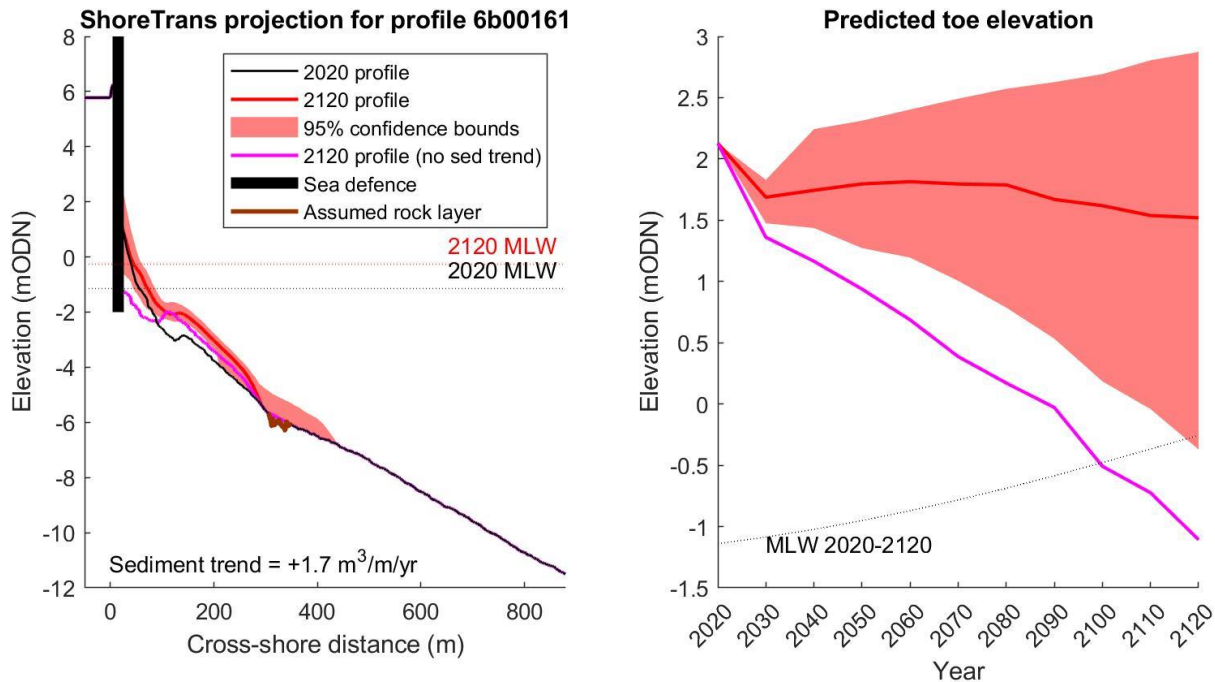 ShoreTrans projection for profile 6b00161
8
6
4
2
0
-2
-4
-6
-8
-10
-12
Elevation (mODN)
2020 profile
2120 profile
95% confidence bounds
2120 profile (no sed trend)
Sea defence
Assumed rock layer
2120 MLW
2020 MLW
Sediment trend = +1.7 m³/m/yr
0 200 400 600 800
Cross-shore distance (m)
Predicted toe elevation
3
2.5
2
1.5
1
0.5
0
-0.5
-1
-1.5
Elevation (mODN)
MLW 2020-2120
2020 2030 2040 2050 2060 2070 2080 2090 2100 2110 2120
Year